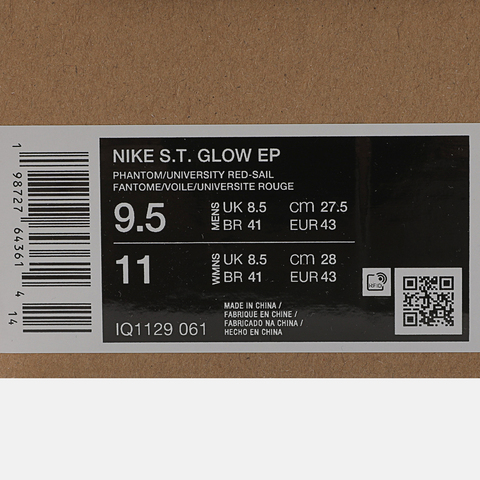 NIKE S.T. GLOW EP
PHANTOM/UNIVERSITY RED-SAIL
FANTOME/VOILE/UNIVERSITE ROUGE
9.5 MENS UK 8.5 cm 27.5
BR 41 EUR 43
11 WMNS UK 8.5 cm 28
BR 41 EUR 43
IQ1129 061
MADE IN CHINA /
FABRIQUE EN CHINE /
FABRICADO NA CHINA /
HECHO EN CHINA
RFID
1 98727 64361 4 14